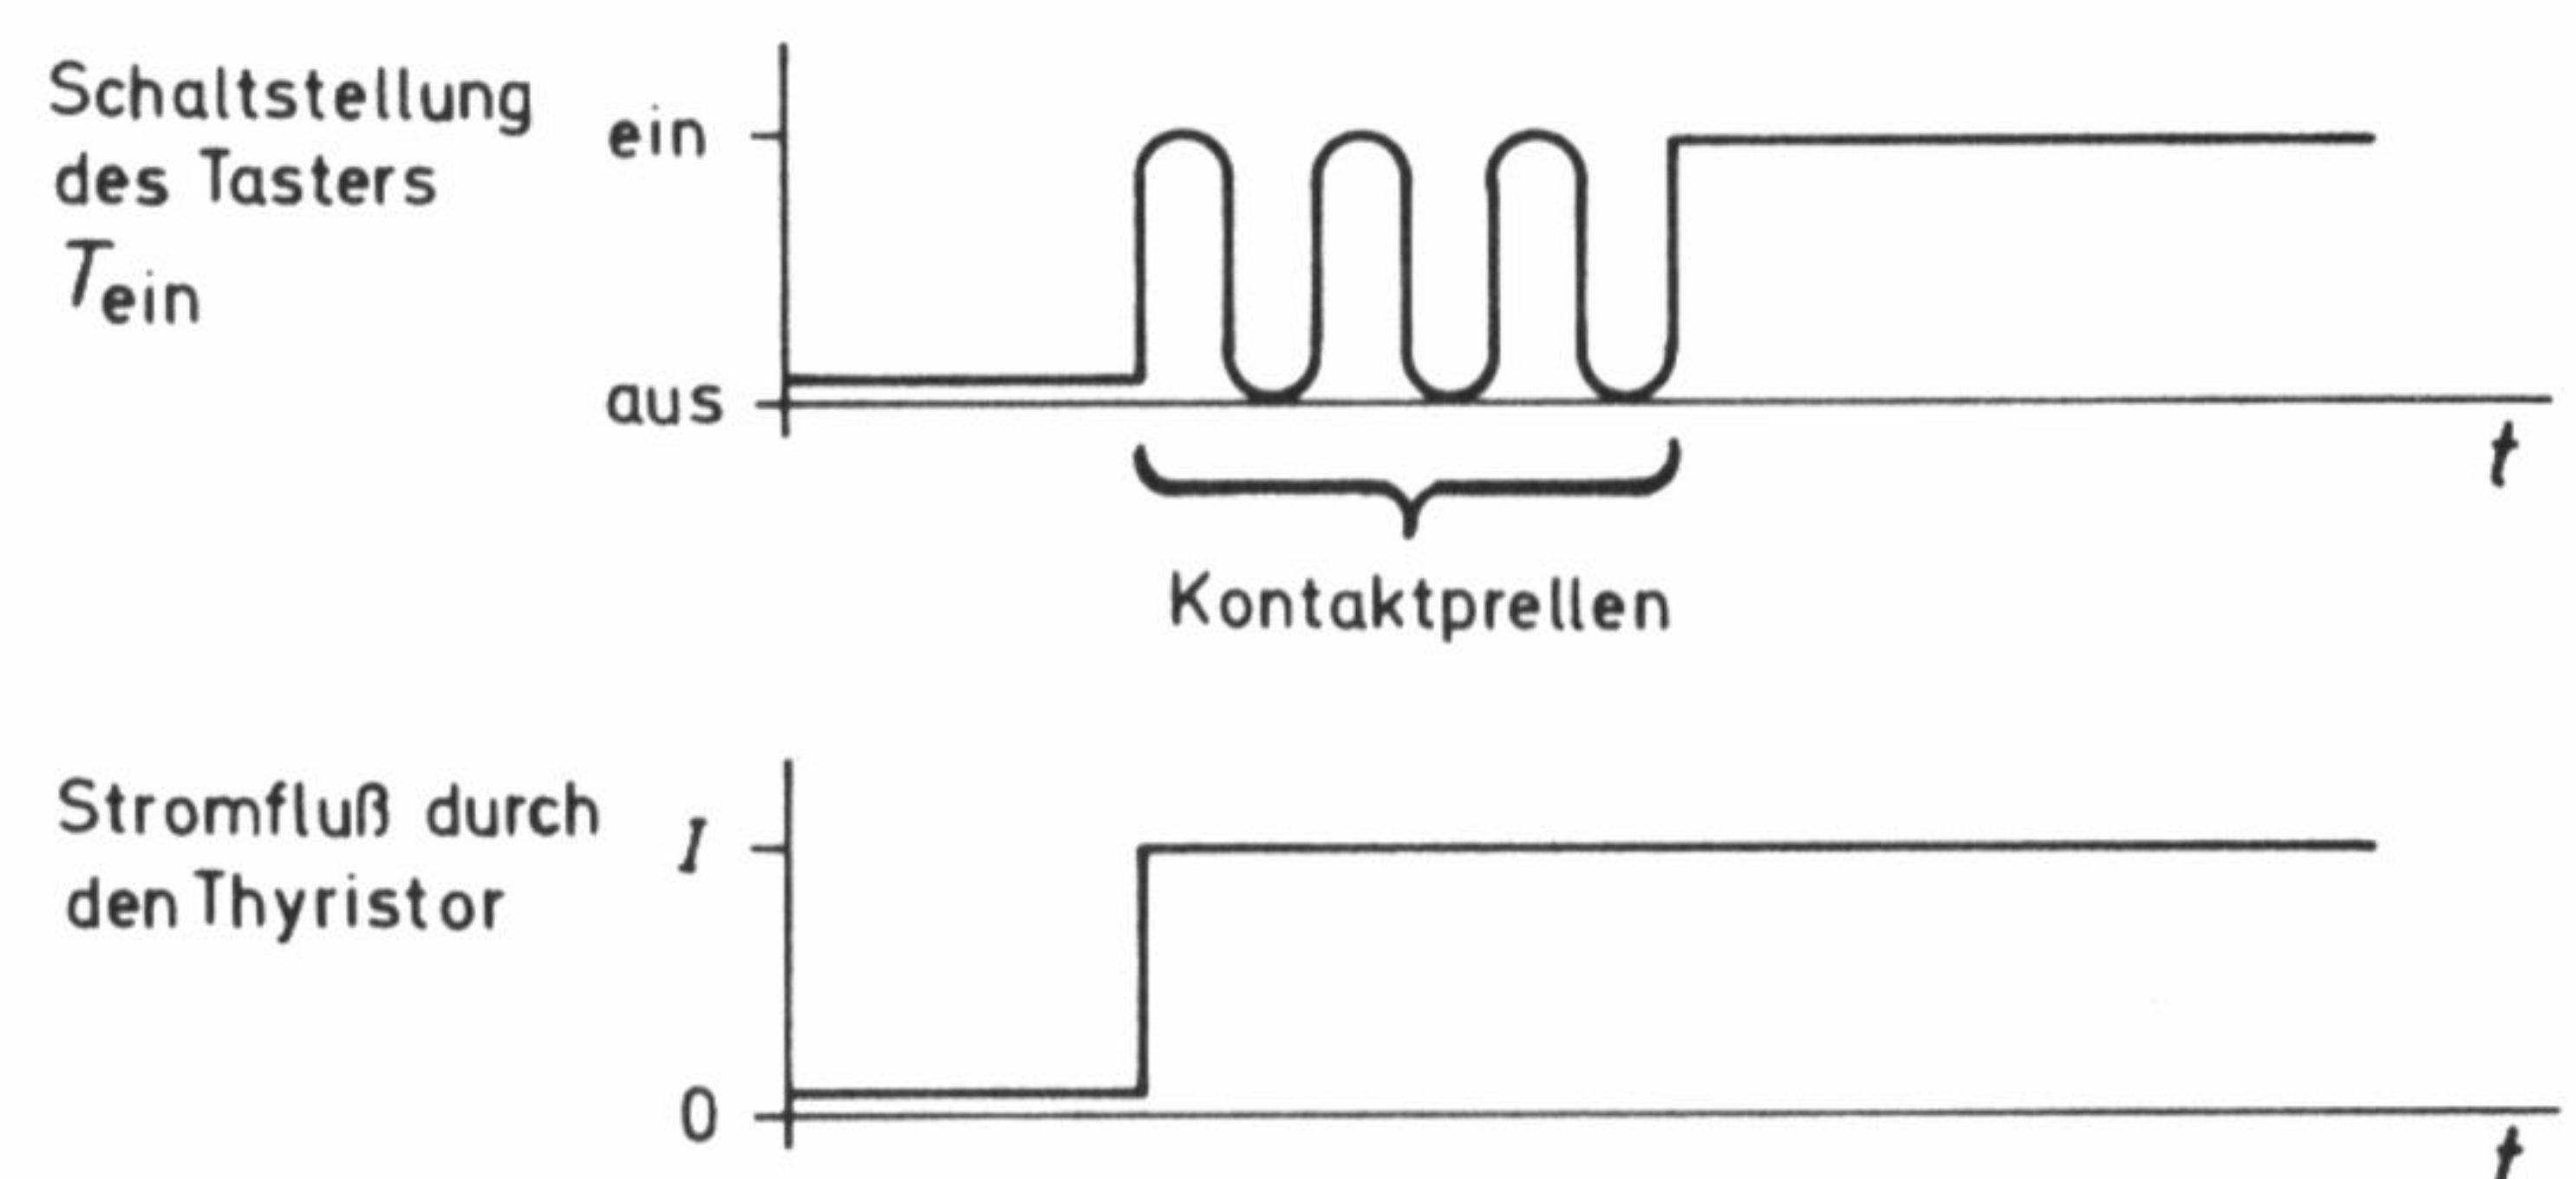 Schaltstellung
des Tasters
Tein
ein
aus
t
Kontaktprellen
Stromfluß durch
den Thyristor
I
0
t